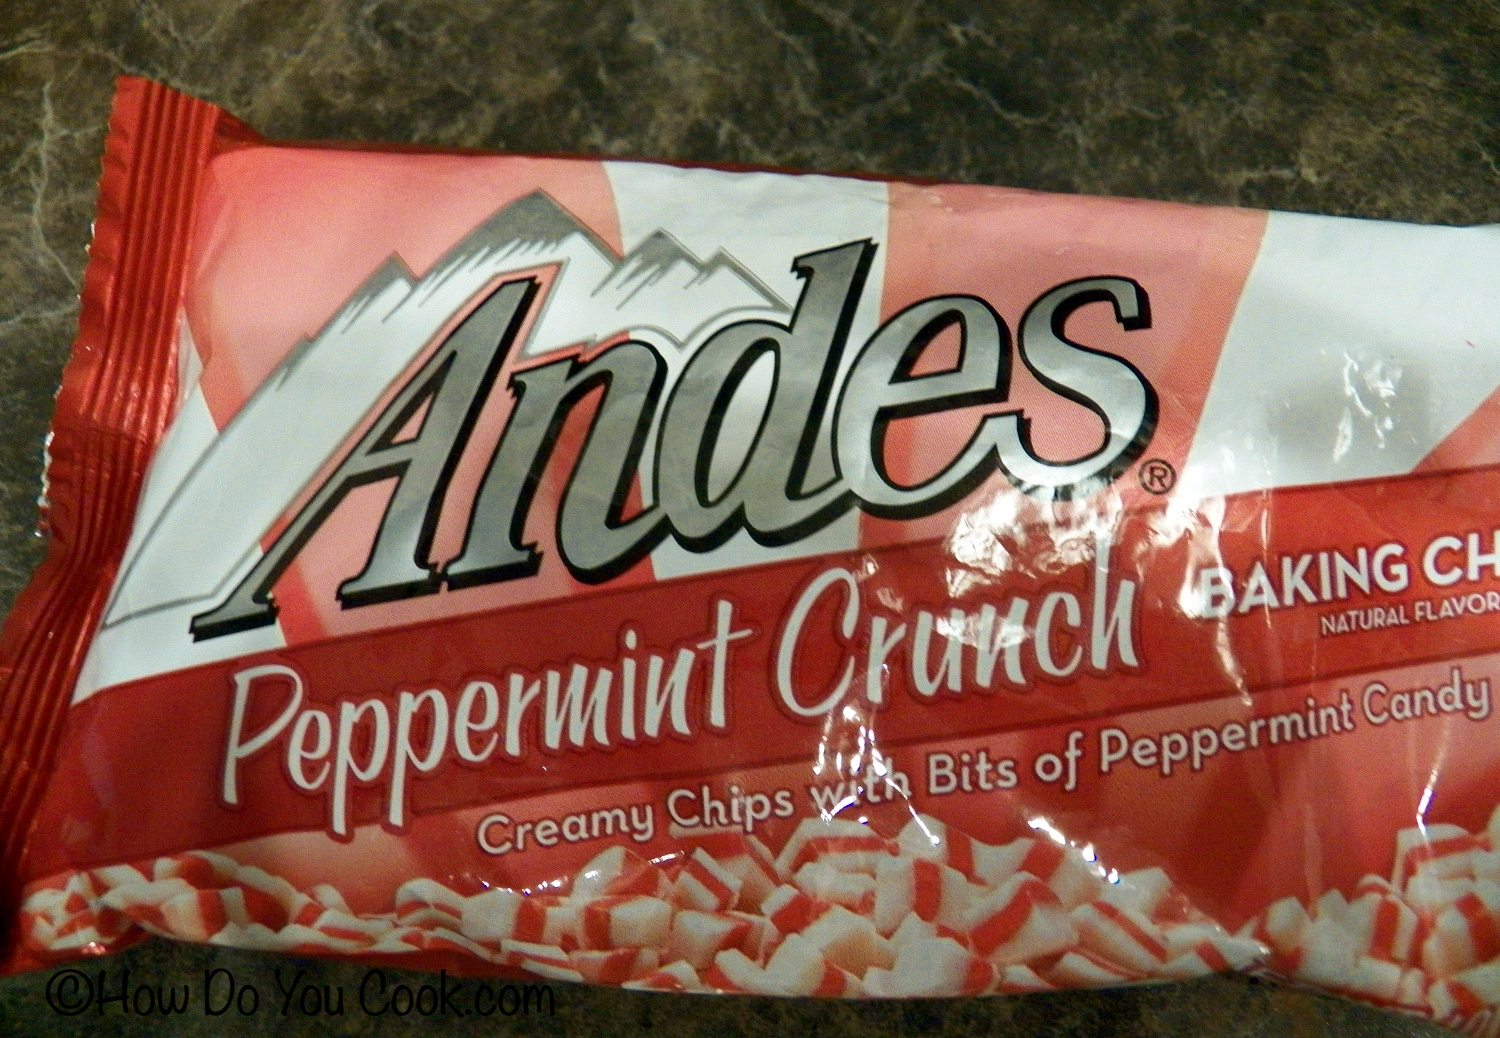 Andes®
Peppermint Crunch
BAKING CH
NATURAL FLAVOR
Creamy Chips with Bits of Peppermint Candy
©How Do You Cook.com